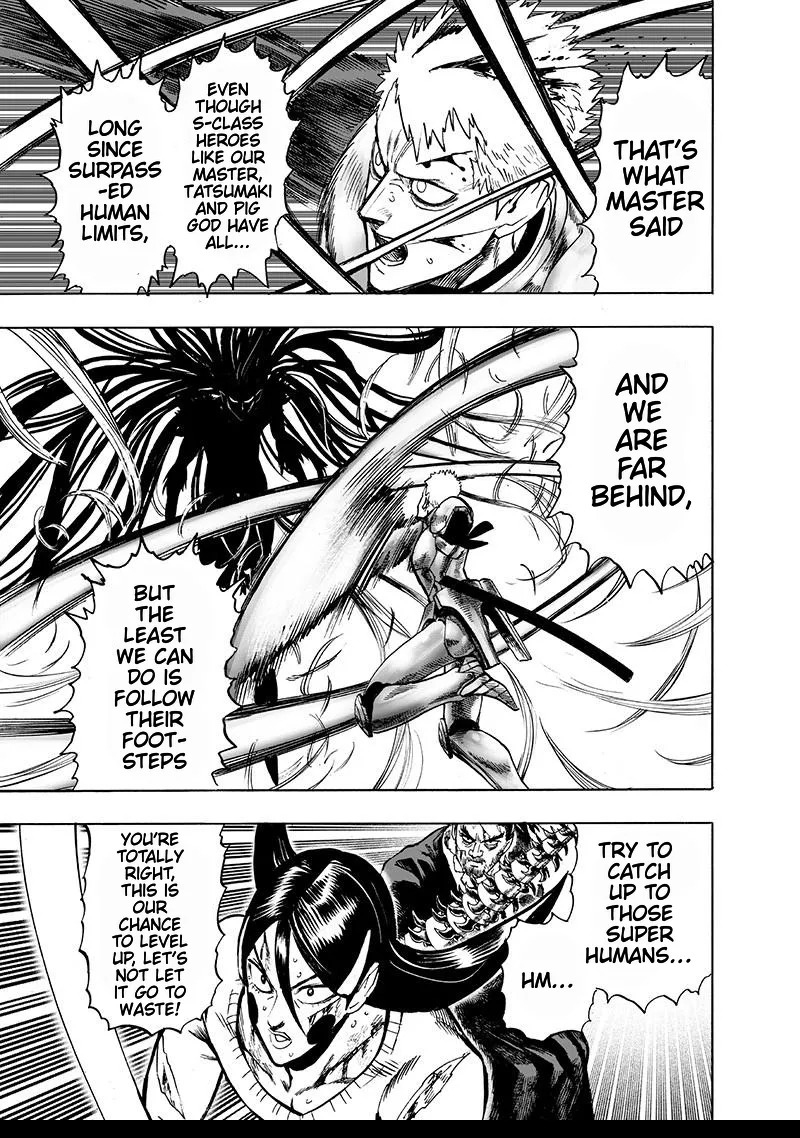 THAT'S
WHAT
MASTER
SAID
EVEN
THOUGH
S-CLASS
HEROES
LIKE OUR
MASTER,
TATSUMAKI
AND PIG
GOD HAVE
ALL...
LONG
SINCE
SURPASS
-ED
HUMAN
LIMITS,
AND
WE
ARE
FAR
BEHIND,
BUT
THE
LEAST
WE CAN
DO IS
FOLLOW
THEIR
FOOT-
STEPS
TRY TO
CATCH
UP TO
THOSE
SUPER
HUMANS...
HM...
YOU'RE
TOTALLY
RIGHT,
THIS IS
OUR
CHANCE
TO LEVEL
UP, LET'S
NOT LET
IT GO TO
WASTE!